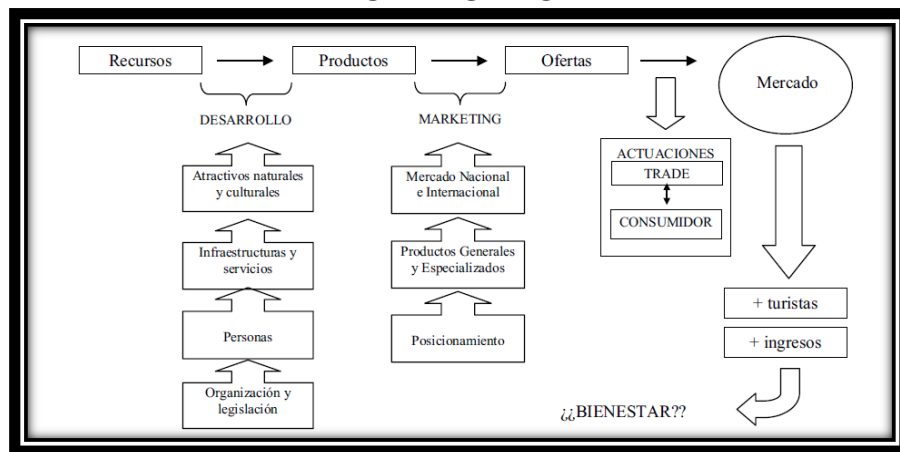 Recursos
Productos
Ofertas
Mercado
DESARROLLO
MARKETING
Atractivos naturales
y culturales
Infraestructuras y
servicios
Personas
Organización y
legislación
Mercado Nacional
e Internacional
Productos Generales
y Especializados
Posicionamiento
ACTUACIONES
TRADE
CONSUMIDOR
+ turistas
+ ingresos
¿¿BIENESTAR??